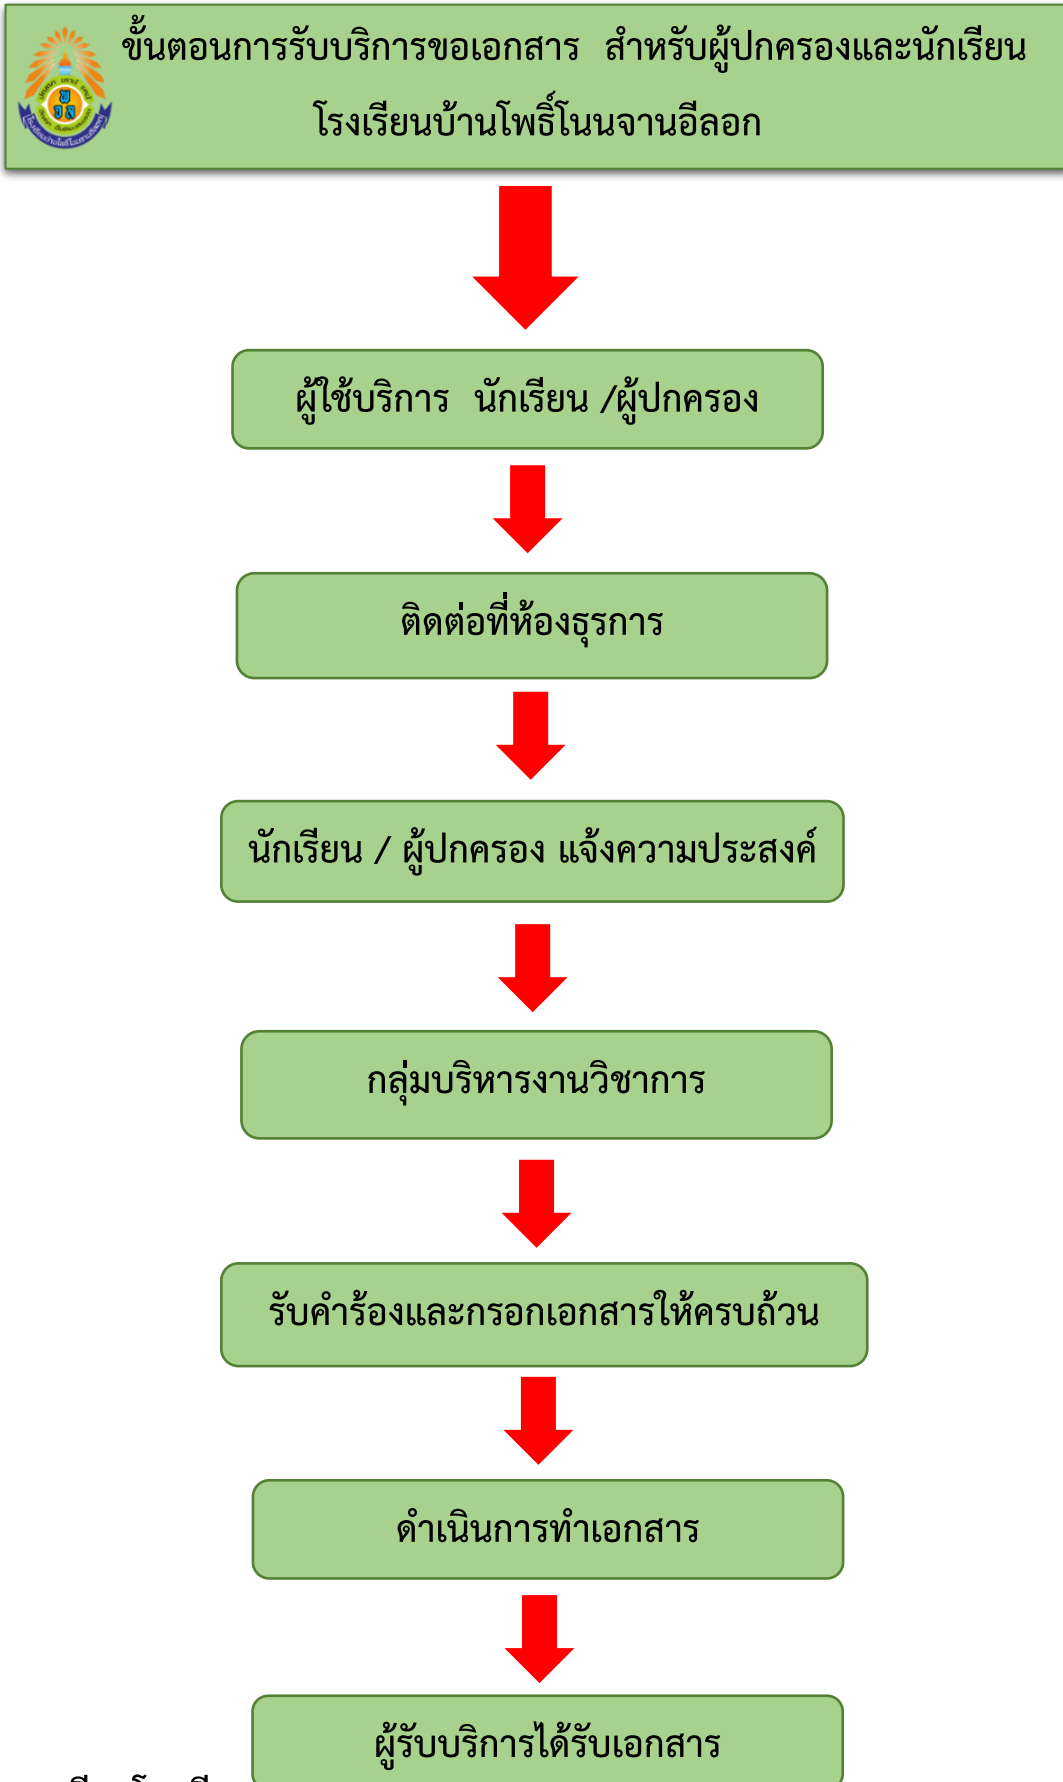 ขั้นตอนการรับบริการขอเอกสาร สำหรับผู้ปกครองและนักเรียน
โรงเรียนบ้านโพธิ์โนนจานอีลอก
ผู้ใช้บริการ นักเรียน /ผู้ปกครอง
ติดต่อที่ห้องธุรการ
นักเรียน / ผู้ปกครอง แจ้งความประสงค์
กลุ่มบริหารงานวิชาการ
รับคำร้องและกรอกเอกสารให้ครบถ้วน
ดำเนินการทำเอกสาร
ผู้รับบริการได้รับเอกสาร